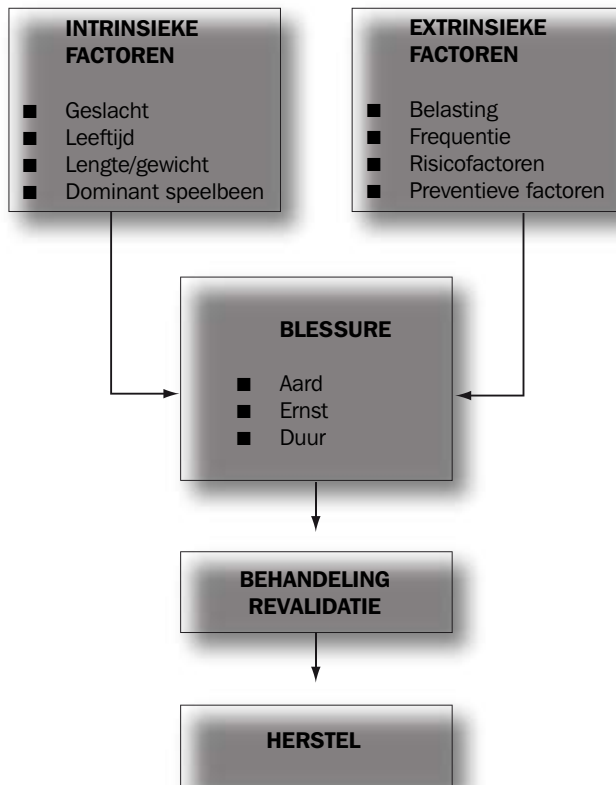 INTRINSIEKE
FACTOREN
■ Geslacht
■ Leeftijd
■ Lengte/gewicht
■ Dominant speelbeen
EXTRINSIEKE
FACTOREN
■ Belasting
■ Frequentie
■ Risicofactoren
■ Preventieve factoren
BLESSURE
■ Aard
■ Ernst
■ Duur
BEHANDELING
REVALIDATIE
HERSTEL